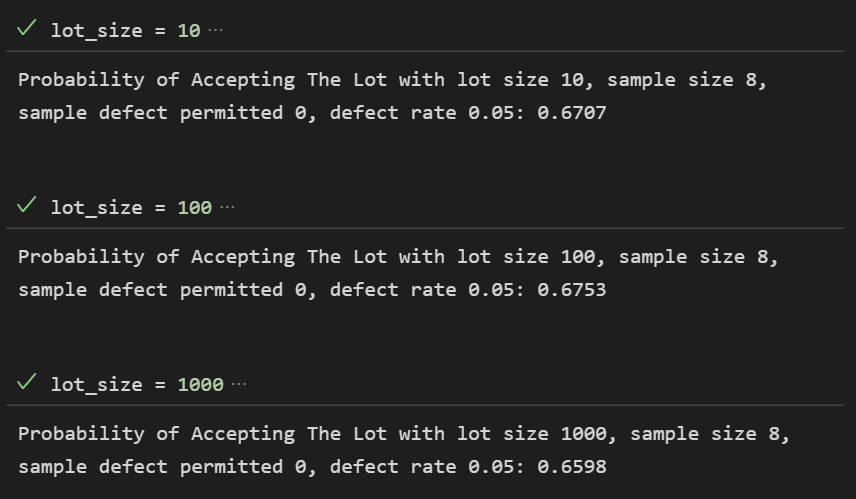 lot_size = 10 ···
Probability of Accepting The Lot with lot size 10, sample size 8,
sample defect permitted 0, defect rate 0.05: 0.6707
lot_size = 100 ···
Probability of Accepting The Lot with lot size 100, sample size 8,
sample defect permitted 0, defect rate 0.05: 0.6753
lot_size = 1000 ···
Probability of Accepting The Lot with lot size 1000, sample size 8,
sample defect permitted 0, defect rate 0.05: 0.6598